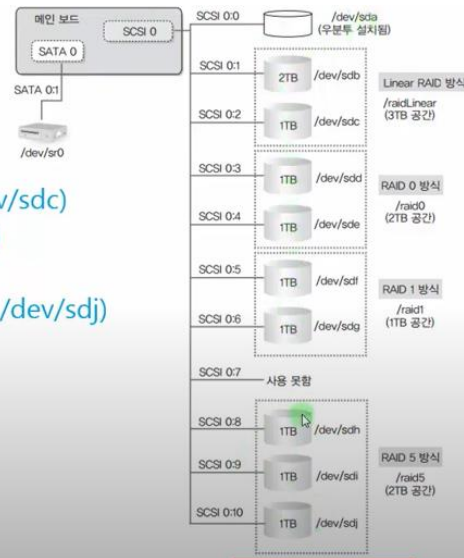 메인 보드
SCSI 0
SATA 0
SATA 0:1
/dev/sr0
SCSI 0:0
/dev/sda
(우분투 설치됨)
SCSI 0:1
2TB
/dev/sdb
SCSI 0:2
1TB
/dev/sdc
Linear RAID 방식
/raidLinear
(3TB 공간)
v/sdc)
SCSI 0:3
1TB
/dev/sdd
SCSI 0:4
1TB
/dev/sde
RAID 0 방식
/raid0
(2TB 공간)
/dev/sdj)
SCSI 0:5
1TB
/dev/sdf
SCSI 0:6
1TB
/dev/sdg
RAID 1 방식
/raid1
(1TB 공간)
SCSI 0:7
사용 못함
SCSI 0:8
1TB
/dev/sdh
SCSI 0:9
1TB
/dev/sdi
SCSI 0:10
1TB
/dev/sdj
RAID 5 방식
/raid5
(2TB 공간)